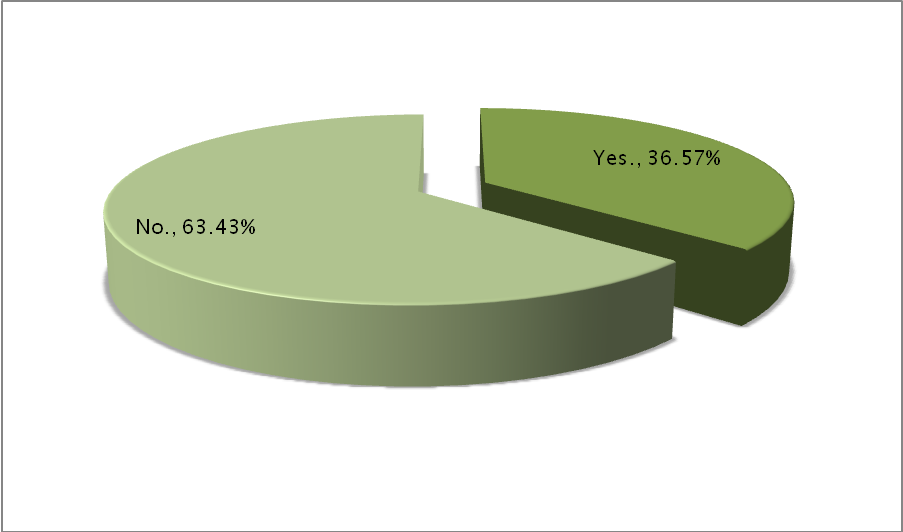 Yes., 36.57%
No., 63.43%